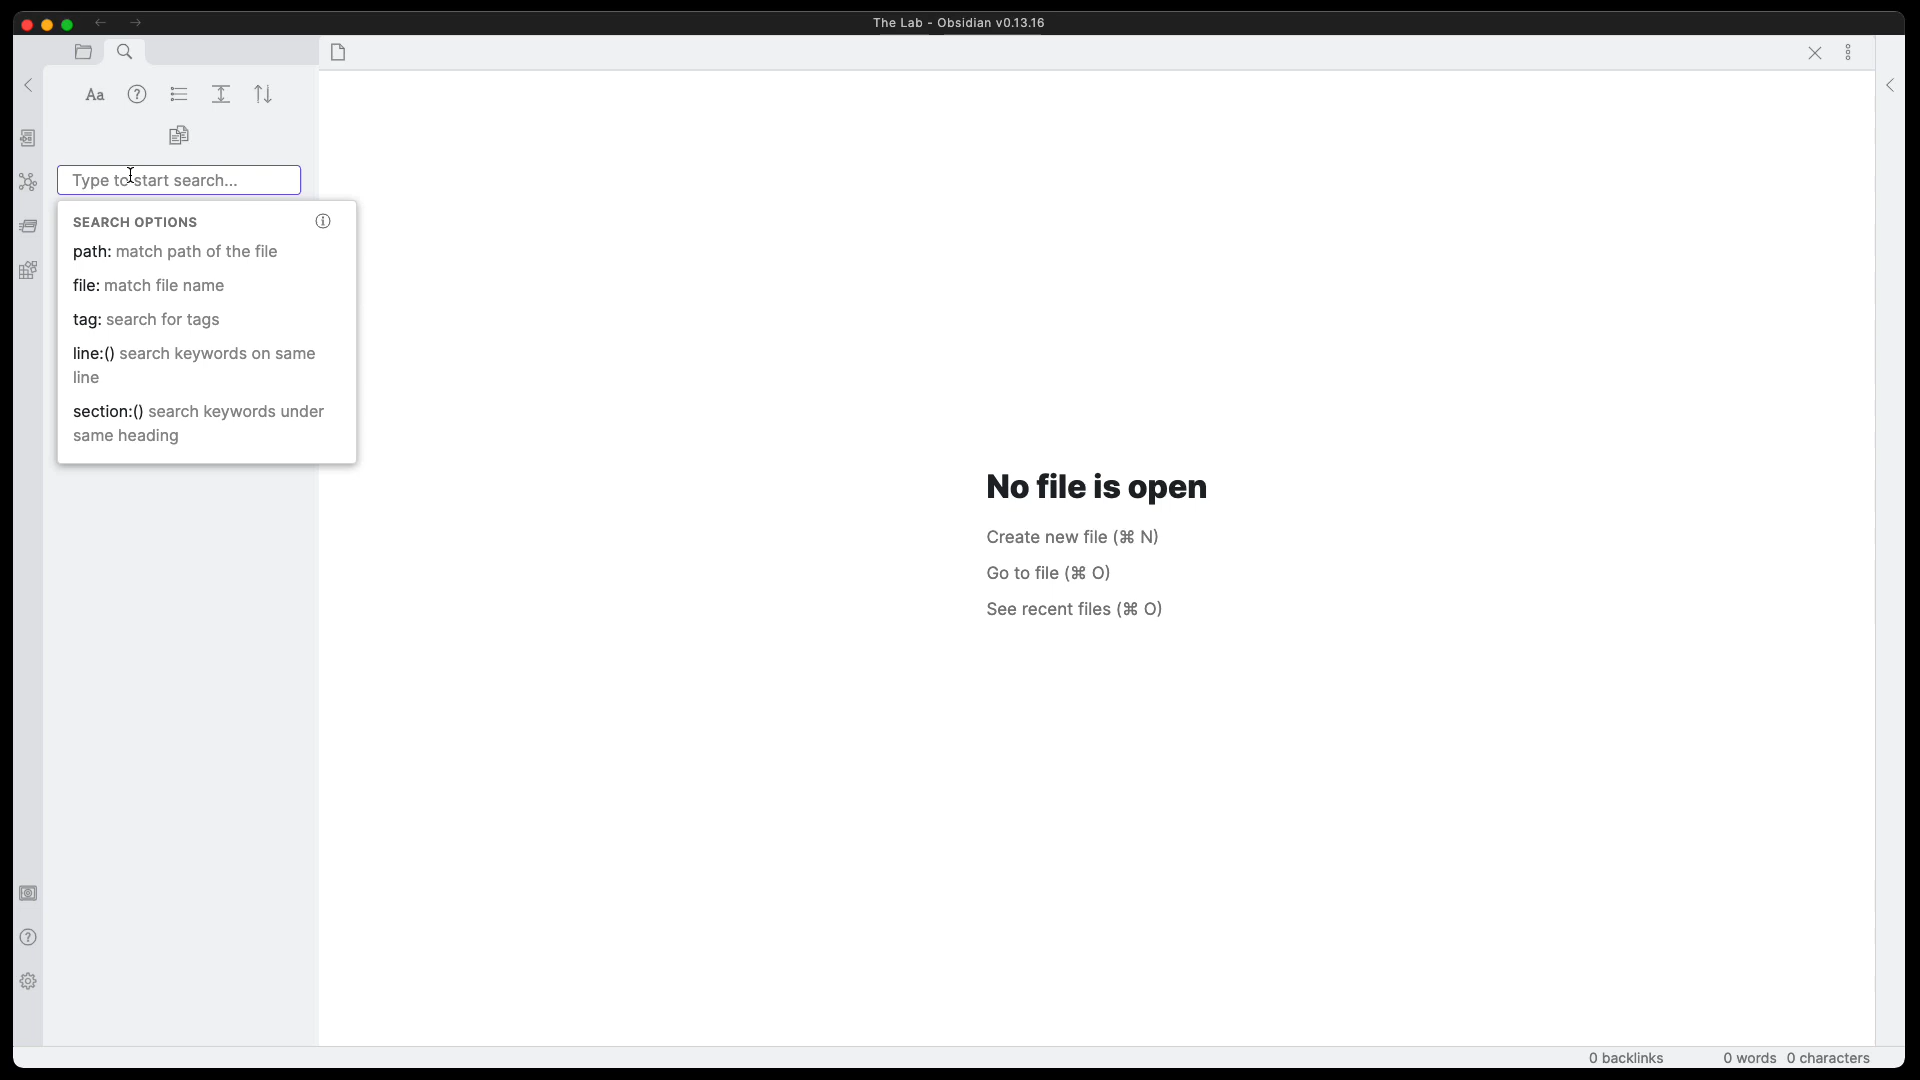 The Lab - Obsidian v0.13.16
Aa
Type to start search...
SEARCH OPTIONS
path: match path of the file
file: match file name
tag: search for tags
line:() search keywords on same
line
section:() search keywords under
same heading
No file is open
Create new file (⌘ N)
Go to file (⌘ O)
See recent files (⌘ O)
0 backlinks 0 words 0 characters